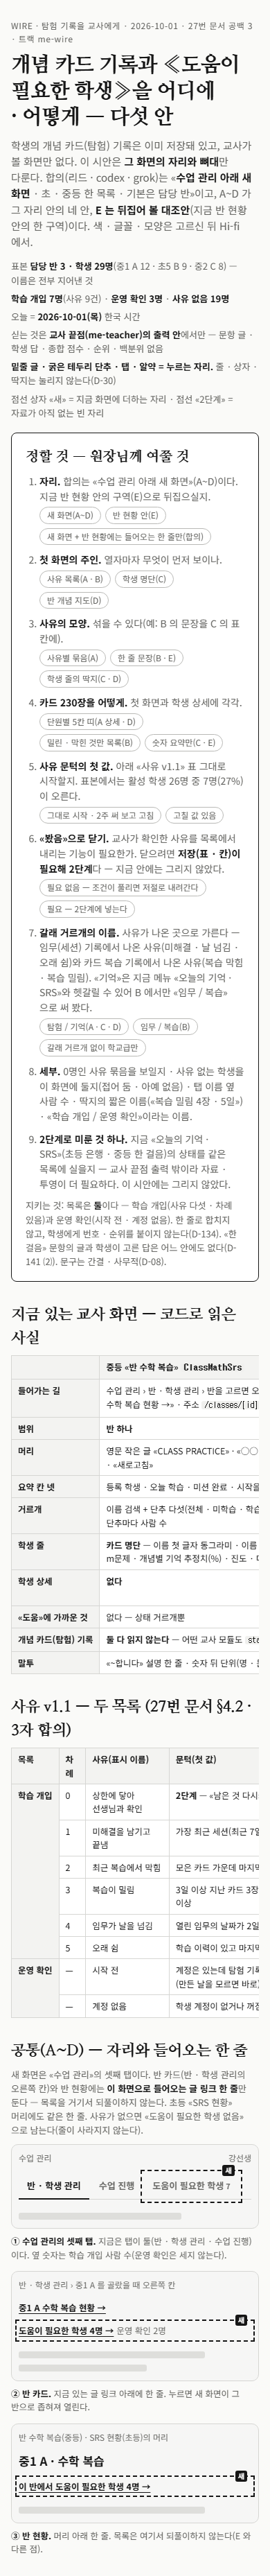 WIRE · 탐험 기록을 교사에게 · 2026-10-01 · 27번 문서 공백 3
· 트랙 me-wire
개념 카드 기록과 《도움이
필요한 학생》을 어디에
· 어떻게 — 다섯 안
학생의 개념 카드(탐험) 기록은 이미 저장돼 있고, 교사가
볼 화면만 없다. 이 시안은 그 화면의 자리와 뼈대만
다룬다. 합의(리드 · codex · grok)는 «수업 관리 아래 새
화면 · 초 · 중등 한 목록 · 기본은 담당 반»이고, A~D 가
그 자리 안의 네 안, E 는 뒤집어 볼 대조안(지금 반 현황
안의 한 구역)이다. 색 · 글꼴 · 모양은 고르신 뒤 Hi-fi
에서.
표본 담당 반 3 · 학생 29명(중1 A 12 · 초5 B 9 · 중2 C 8) —
이름은 전부 지어낸 것
학습 개입 7명(사유 9건) · 운영 확인 3명 · 사유 없음 19명
오늘 = 2026-10-01(목) 한국 시간
싣는 것은 교사 끝점(me-teacher)의 출력 안에서만 — 문항 글 ·
학생 답 · 종합 점수 · 순위 · 백분위 없음
밑줄 글 · 굵은 테두리 단추 · 탭 · 알약 = 누르는 자리. 줄 · 상자 ·
딱지는 눌리지 않는다(D-30)
점선 상자 «새» = 지금 화면에 더하는 자리 · 점선 «2단계» =
자료가 아직 없는 빈 자리
정할 것 — 원장님께 여쭐 것
1. 자리. 합의는 «수업 관리 아래 새 화면»(A~D)이다.
지금 반 현황 안의 구역(E)으로 뒤집으실지.
새 화면(A~D)
반 현황 안(E)
새 화면 + 반 현황에는 들어오는 한 줄만(합의)
2. 첫 화면의 주인. 열자마자 무엇이 먼저 보이나.
사유 목록(A · B)
학생 명단(C)
반 개념 지도(D)
3. 사유의 모양. 섞을 수 있다(예: B 의 문장을 C 의 표
칸에).
사유별 묶음(A)
한 줄 문장(B · E)
학생 줄의 딱지(C · D)
4. 카드 230장을 어떻게. 첫 화면과 학생 상세에 각각.
단원별 5칸 띠(A 상세 · D)
밀린 · 막힌 것만 목록(B)
숫자 요약만(C · E)
5. 사유 문턱의 첫 값. 아래 «사유 v1.1» 표 그대로
시작할지. 표본에서는 활성 학생 26명 중 7명(27%)
이 오른다.
그대로 시작 · 2주 써 보고 고침
고칠 값 있음
6. «봤음»으로 닫기. 교사가 확인한 사유를 목록에서
내리는 기능이 필요한가. 닫으려면 저장(표 · 칸)이
필요해 2단계다 — 지금 안에는 그리지 않았다.
필요 없음 — 조건이 풀리면 저절로 내려간다
필요 — 2단계에 넣는다
7. 갈래 거르개의 이름. 사유가 나온 곳으로 가른다 —
임무(세션) 기록에서 나온 사유(미해결 · 날 넘김 ·
오래 쉼)와 카드 복습 기록에서 나온 사유(복습 막힘
· 복습 밀림). «기억»은 지금 메뉴 «오늘의 기억 ·
SRS»와 헷갈릴 수 있어 B 에서만 «임무 / 복습»
으로 써 봤다.
탐험 / 기억(A · C · D)
임무 / 복습(B)
갈래 거르개 없이 학교급만
8. 세부. 0명인 사유 묶음을 보일지 · 사유 없는 학생을
이 화면에 둘지(접어 둠 · 아예 없음) · 탭 이름 옆
사람 수 · 딱지의 짧은 이름(«복습 밀림 4장 · 5일»)
· «학습 개입 / 운영 확인»이라는 이름.
9. 2단계로 미룬 것 하나. 지금 «오늘의 기억 ·
SRS»(초등 은행 · 중등 한 걸음)의 상태를 같은
목록에 실을지 — 교사 끝점 출력 밖이라 자료 ·
투영이 더 필요하다. 이 시안에는 그리지 않았다.
지키는 것: 목록은 둘이다 — 학습 개입(사유 다섯 · 차례
있음)과 운영 확인(시작 전 · 계정 없음). 한 줄로 합치지
않고, 학생에게 번호 · 순위를 붙이지 않는다(D-134). «한
걸음» 문항의 글과 학생이 고른 답은 어느 안에도 없다(D-
141 ⑵). 문구는 간결 · 사무적(D-08).
지금 있는 교사 화면 — 코드로 읽은
사실
중등 «반 수학 복습» ClassMathSrs
들어가는 길
수업 관리 › 반 · 학생 관리 › 반을 고르면 오
수학 복습 현황 →» · 주소 /classes/[id]
범위
반 하나
머리
영문 작은 글 «CLASS PRACTICE» · «○○
· «새로고침»
요약 칸 넷
등록 학생 · 오늘 학습 · 미션 완료 · 시작을
거르개
이름 검색 + 단추 다섯(전체 · 미학습 · 학습
단추마다 사람 수
학생 줄
카드 명단 — 이름 첫 글자 동그라미 · 이름
m문제 · 개념별 기억 추정치(%) · 진도 ·
학생 상세
없다
«도움»에 가까운 것
없다 — 상태 거르개뿐
개념 카드(탐험) 기록
둘 다 읽지 않는다 — 어떤 교사 모듈도
말투
«~합니다» 설명 한 줄 · 숫자 뒤 단위(명 ·
사유 v1.1 — 두 목록 (27번 문서 §4.2 ·
3자 합의)
목록
차
례
사유(표시 이름)
문턱(첫 값)
학습 개입
0
상한에 닿아
선생님과 확인
2단계 — «남은 것 다시
1
미해결을 남기고
끝냄
가장 최근 세션(최근 7일
2
최근 복습에서 막힘
모은 카드 가운데 마지막
3
복습이 밀림
3일 이상 지난 카드 3장
이상
4
임무가 날을 넘김
열린 임무의 날짜가 2일
5
오래 쉼
학습 이력이 있고 마지막
운영 확인
—
시작 전
계정은 있는데 탐험 기록
(만든 날을 모르면 바로)
—
계정 없음
학생 계정이 없거나 꺼짐
공통(A~D) — 자리와 들어오는 한 줄
새 화면은 «수업 관리»의 셋째 탭이다. 반 카드(반 · 학생 관리의
오른쪽 칸)와 반 현황에는 이 화면으로 들어오는 글 링크 한 줄만
둔다 — 목록을 거기서 되풀이하지 않는다. 초등 «SRS 현황»
머리에도 같은 한 줄. 사유가 없으면 «도움이 필요한 학생 없음»
으로 남는다(줄이 사라지지 않는다).
수업 관리
강선생
새
반 · 학생 관리
수업 진행
도움이 필요한 학생 7
① 수업 관리의 셋째 탭. 지금은 탭이 둘(반 · 학생 관리 · 수업 진행)
이다. 옆 숫자는 학습 개입 사람 수(운영 확인은 세지 않는다).
반 · 학생 관리 › 중1 A 를 골랐을 때 오른쪽 칸
중1 A 수학 복습 현황 →
새
도움이 필요한 학생 4명 → 운영 확인 2명
② 반 카드. 지금 있는 글 링크 아래에 한 줄. 누르면 새 화면이 그
반으로 좁혀져 열린다.
반 수학 복습(중등) · SRS 현황(초등)의 머리
중1 A · 수학 복습
새
이 반에서 도움이 필요한 학생 4명 →
③ 반 현황. 머리 아래 한 줄. 목록은 여기서 되풀이하지 않는다(E 와
다른 점).